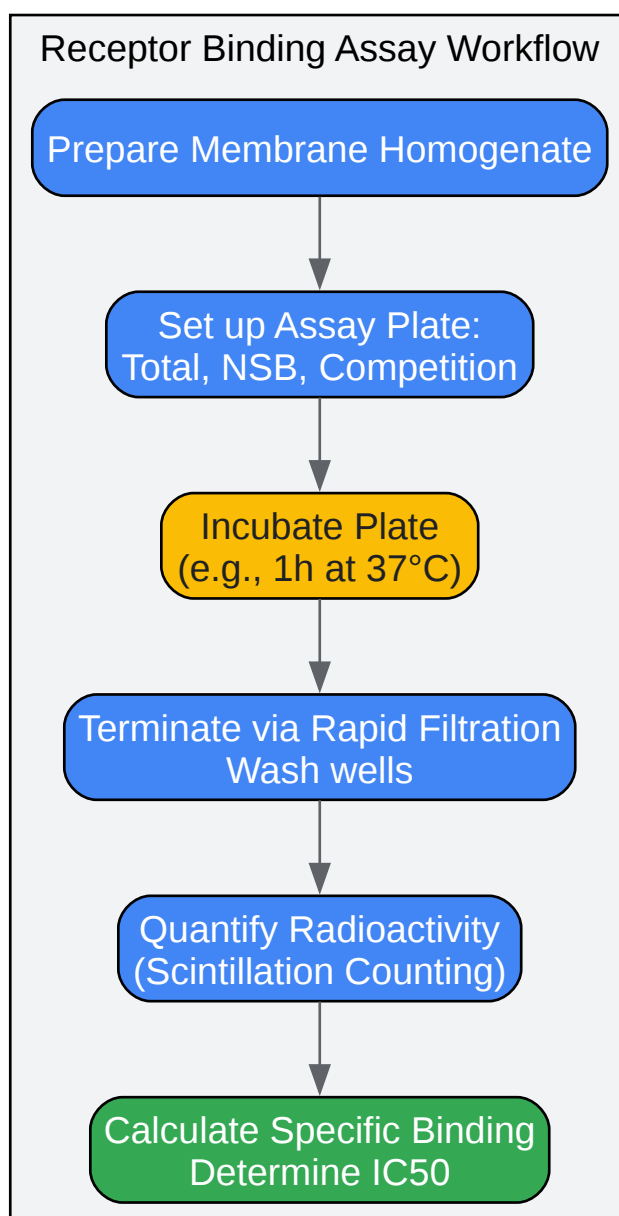 Receptor Binding Assay Workflow
Prepare Membrane Homogenate
Set up Assay Plate:
Total, NSB, Competition
Incubate Plate
(e.g., 1h at 37°C)
Terminate via Rapid Filtration
Wash wells
Quantify Radioactivity
(Scintillation Counting)
Calculate Specific Binding
Determine IC50